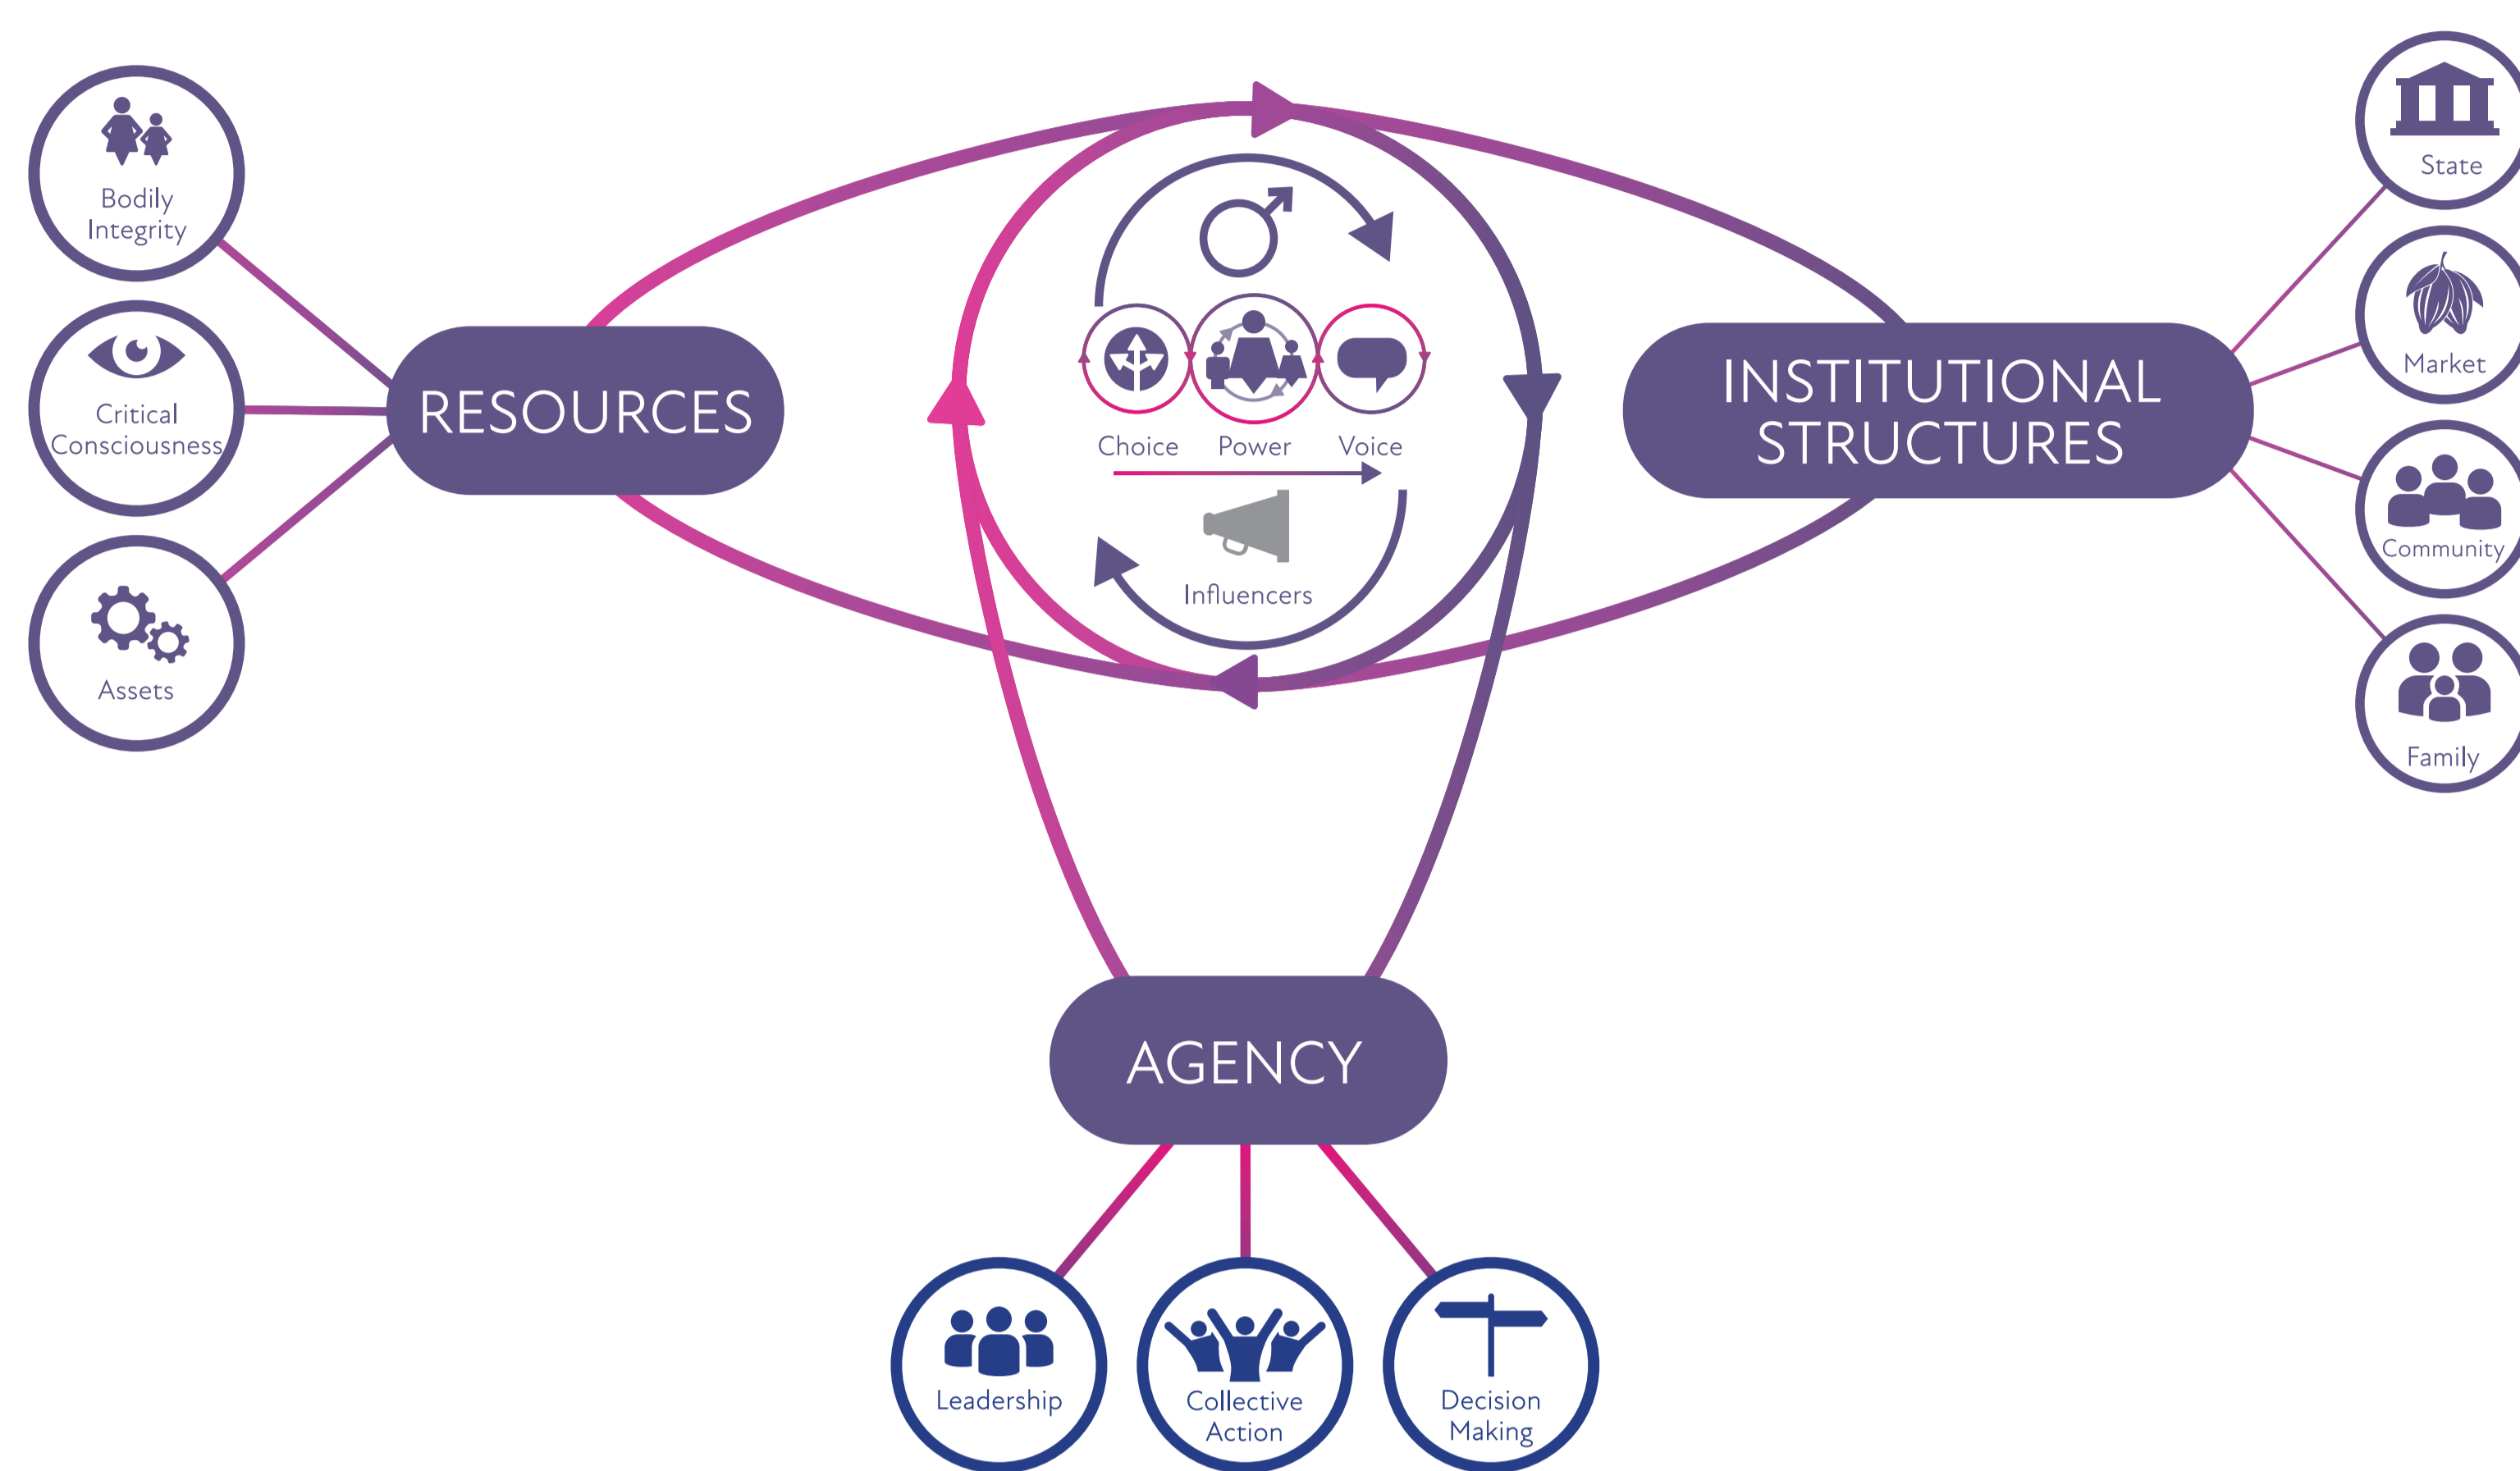 Bodily
Integrity
Critical
Consciousness
Assets
RESOURCES
Choice
Power
Voice
Influencers
INSTITUTIONAL
STRUCTURES
State
Market
Community
Family
AGENCY
Leadership
Collective
Action
Decision
Making